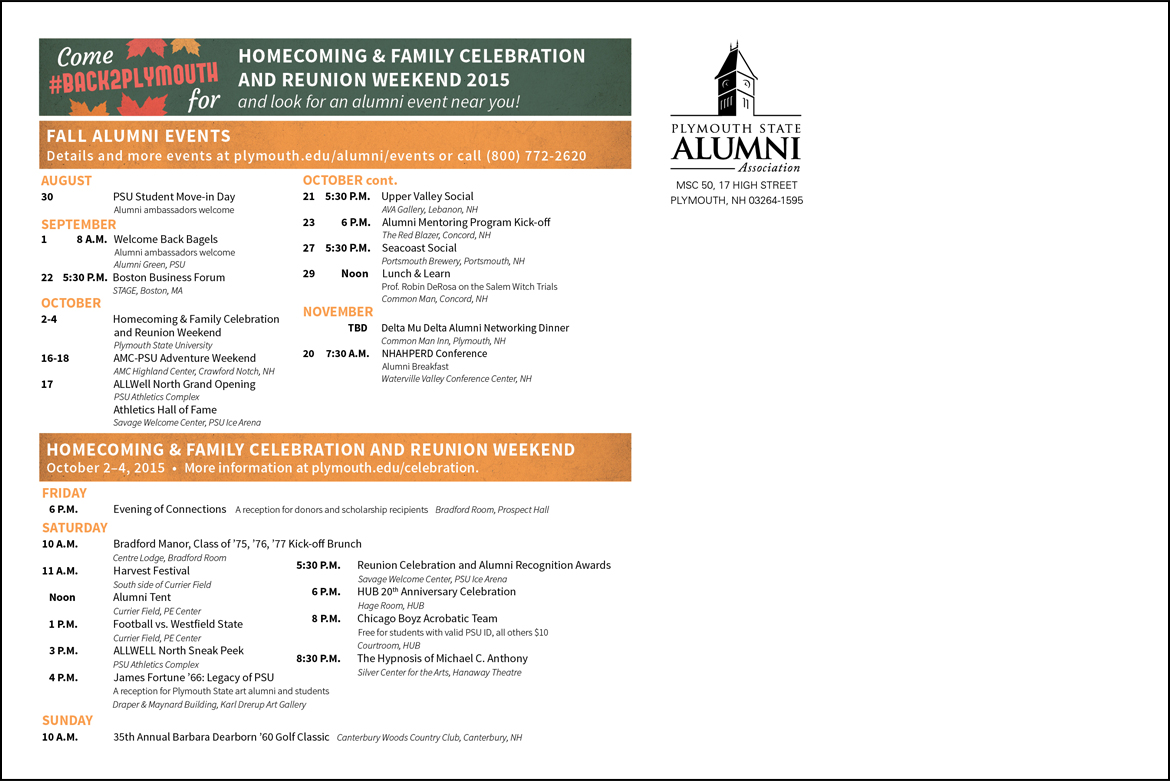 Come
#BACK2PLYMOUTH
for
HOMECOMING & FAMILY CELEBRATION
AND REUNION WEEKEND 2015
and look for an alumni event near you!
FALL ALUMNI EVENTS
Details and more events at plymouth.edu/alumni/events or call (800) 772-2620
AUGUST
30 PSU Student Move-in Day
Alumni ambassadors welcome
SEPTEMBER
1 8 A.M. Welcome Back Bagels
Alumni ambassadors welcome
Alumni Green, PSU
22 5:30 P.M. Boston Business Forum
STAGE, Boston, MA
OCTOBER
2-4 Homecoming & Family Celebration
and Reunion Weekend
Plymouth State University
16-18 AMC-PSU Adventure Weekend
AMC Highland Center, Crawford Notch, NH
17 ALLWell North Grand Opening
PSU Athletics Complex
Athletics Hall of Fame
Savage Welcome Center, PSU Ice Arena
OCTOBER cont.
21 5:30 P.M. Upper Valley Social
AVA Gallery, Lebanon, NH
23 6 P.M. Alumni Mentoring Program Kick-off
The Red Blazer, Concord, NH
27 5:30 P.M. Seacoast Social
Portsmouth Brewery, Portsmouth, NH
29 Noon Lunch & Learn
Prof. Robin DeRosa on the Salem Witch Trials
Common Man, Concord, NH
NOVEMBER
TBD Delta Mu Delta Alumni Networking Dinner
Common Man Inn, Plymouth, NH
20 7:30 A.M. NHAHPERD Conference
Alumni Breakfast
Waterville Valley Conference Center, NH
HOMECOMING & FAMILY CELEBRATION AND REUNION WEEKEND
October 2–4, 2015 • More information at plymouth.edu/celebration.
FRIDAY
6 P.M. Evening of Connections A reception for donors and scholarship recipients Bradford Room, Prospect Hall
SATURDAY
10 A.M. Bradford Manor, Class of ’75, ’76, ’77 Kick-off Brunch
Centre Lodge, Bradford Room
11 A.M. Harvest Festival
South side of Currier Field
Noon Alumni Tent
Currier Field, PE Center
1 P.M. Football vs. Westfield State
Currier Field, PE Center
3 P.M. ALLWELL North Sneak Peek
PSU Athletics Complex
4 P.M. James Fortune ’66: Legacy of PSU
A reception for Plymouth State art alumni and students
Draper & Maynard Building, Karl Drerup Art Gallery
5:30 P.M. Reunion Celebration and Alumni Recognition Awards
Savage Welcome Center, PSU Ice Arena
6 P.M. HUB 20th Anniversary Celebration
Hage Room, HUB
8 P.M. Chicago Boyz Acrobatic Team
Free for students with valid PSU ID, all others $10
Courtroom, HUB
8:30 P.M. The Hypnosis of Michael C. Anthony
Silver Center for the Arts, Hanaway Theatre
SUNDAY
10 A.M. 35th Annual Barbara Dearborn ’60 Golf Classic Canterbury Woods Country Club, Canterbury, NH
PLYMOUTH STATE
ALUMNI
Association
MSC 50, 17 HIGH STREET
PLYMOUTH, NH 03264-1595